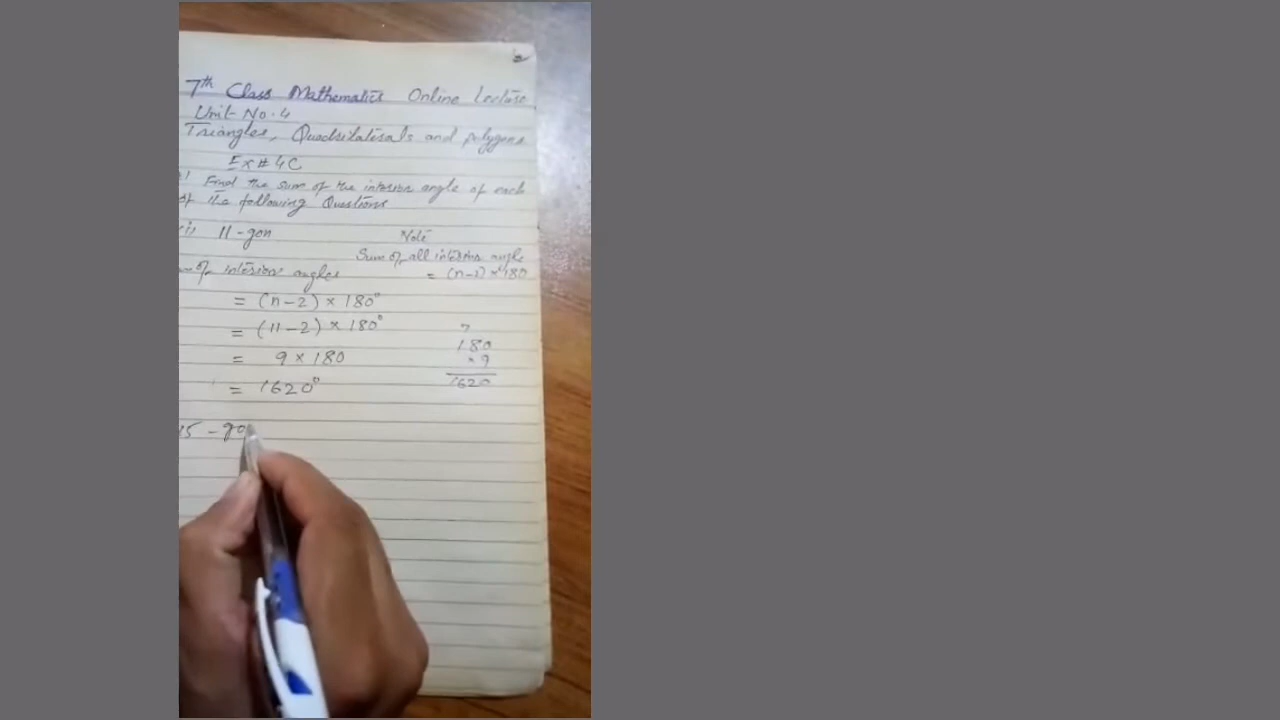 7th Class Mathematics Online Lecture
Unit No. 4
Triangles, Quadrilaterals and polygons
Ex # 4C
Find the sum of the interior angle of each
of the following Questions
11-gon
Note
Sum of all interior angle
= (n-2) × 180
of interior angles
= (n-2) × 180°
= (11-2) × 180°
= 9 × 180
= 1620°
7
180
× 9
1620
15 - gon